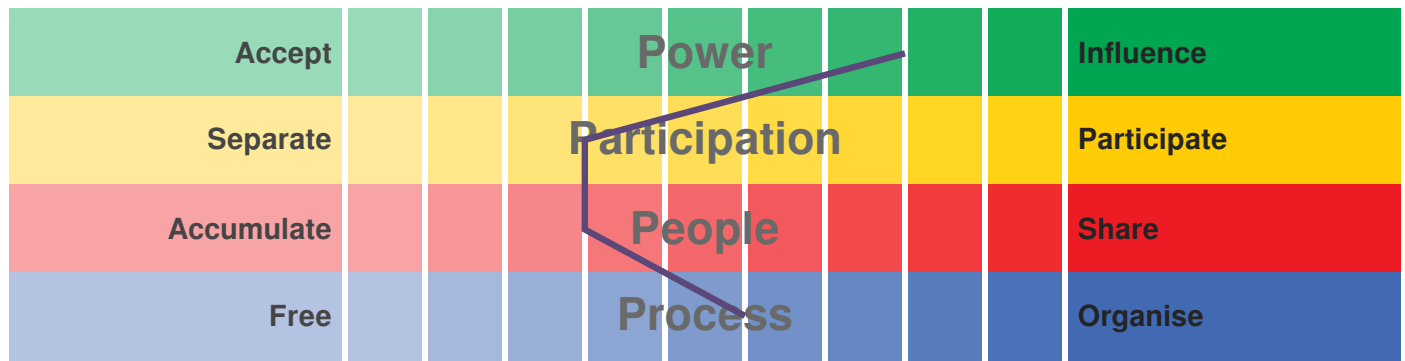 Accept Power Influence
Separate Participation Participate
Accumulate People Share
Free Process Organise